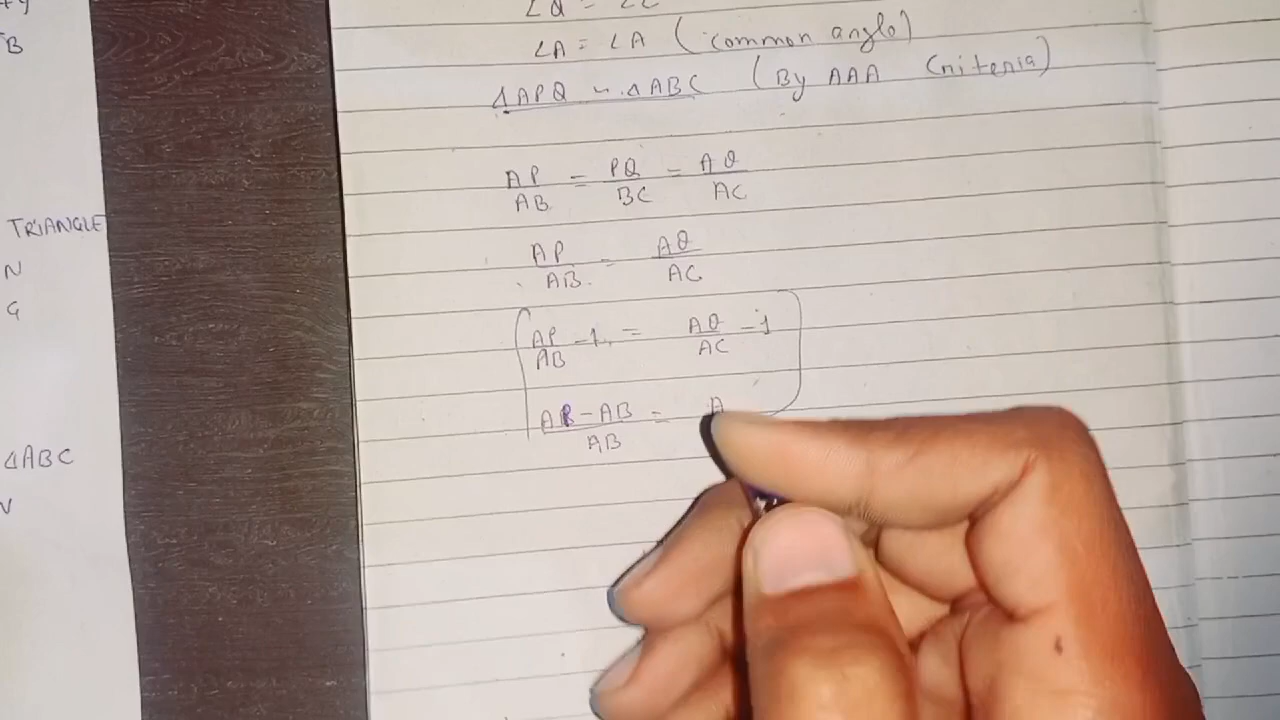 B
TRIANGLE
N
G
△ABC
∠Q = ∠C
∠A = ∠A (common angle)
△APQ ~ △ABC (By AAA Criteria)
AP/AB = PQ/BC = AQ/AC
AP/AB = AQ/AC
AP/AB - 1 = AQ/AC - 1
AP - AB/AB = A